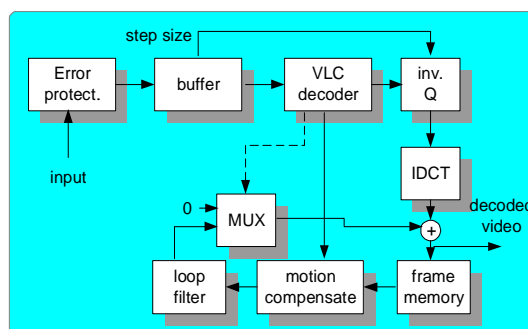 step size
Error
protect.
buffer
VLC
decoder
inv.
Q
input
IDCT
0
MUX
decoded
video
+
loop
filter
motion
compensate
frame
memory